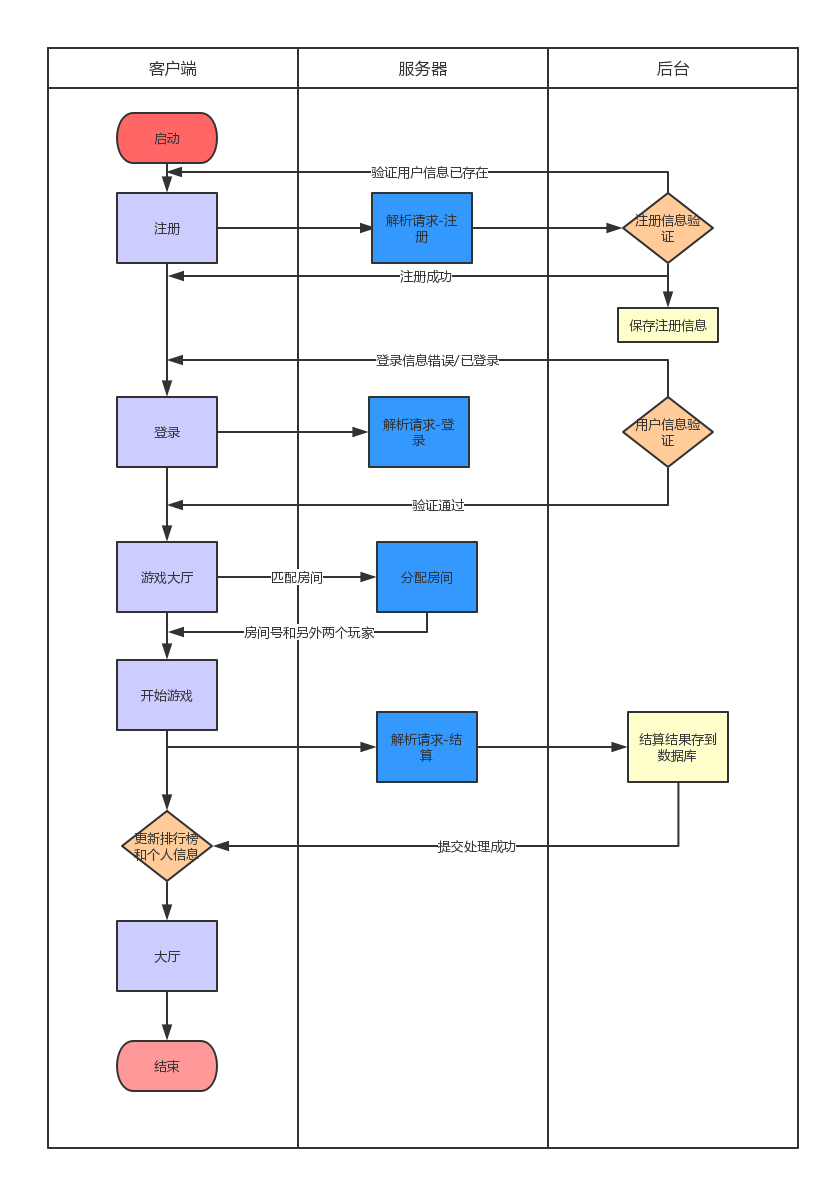 客户端
服务器
后台
启动
验证用户信息已存在
注册
解析请求-注
册
注册信息验
证
注册成功
保存注册信息
登录信息错误/已登录
登录
解析请求-登
录
用户信息验
证
验证通过
游戏大厅
匹配房间
分配房间
房间号和另外两个玩家
开始游戏
解析请求-结
算
结算结果存到
数据库
更新排行榜
和个人信息
提交处理成功
大厅
结束